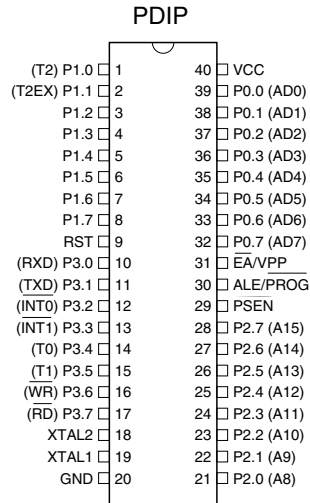 PDIP
(T2) P1.0 1 40 VCC
(T2EX) P1.1 2 39 P0.0 (AD0)
P1.2 3 38 P0.1 (AD1)
P1.3 4 37 P0.2 (AD2)
P1.4 5 36 P0.3 (AD3)
P1.5 6 35 P0.4 (AD4)
P1.6 7 34 P0.5 (AD5)
P1.7 8 33 P0.6 (AD6)
RST 9 32 P0.7 (AD7)
(RXD) P3.0 10 31 E̅A̅/VPP
(TXD) P3.1 11 30 ALE/P̅R̅O̅G̅
(I̅N̅T̅0̅) P3.2 12 29 P̅S̅E̅N̅
(I̅N̅T̅1̅) P3.3 13 28 P2.7 (A15)
(T0) P3.4 14 27 P2.6 (A14)
(T1) P3.5 15 26 P2.5 (A13)
(W̅R̅) P3.6 16 25 P2.4 (A12)
(R̅D̅) P3.7 17 24 P2.3 (A11)
XTAL2 18 23 P2.2 (A10)
XTAL1 19 22 P2.1 (A9)
GND 20 21 P2.0 (A8)